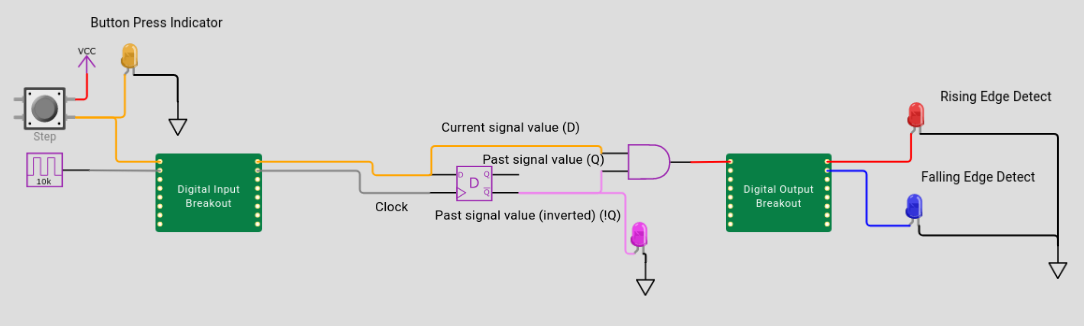 Button Press Indicator
VCC
Step
10k
Digital Input
Breakout
Clock
Current signal value (D)
Past signal value (Q)
D
Q
D
Q
Past signal value (inverted) (!Q)
Digital Output
Breakout
Rising Edge Detect
Falling Edge Detect